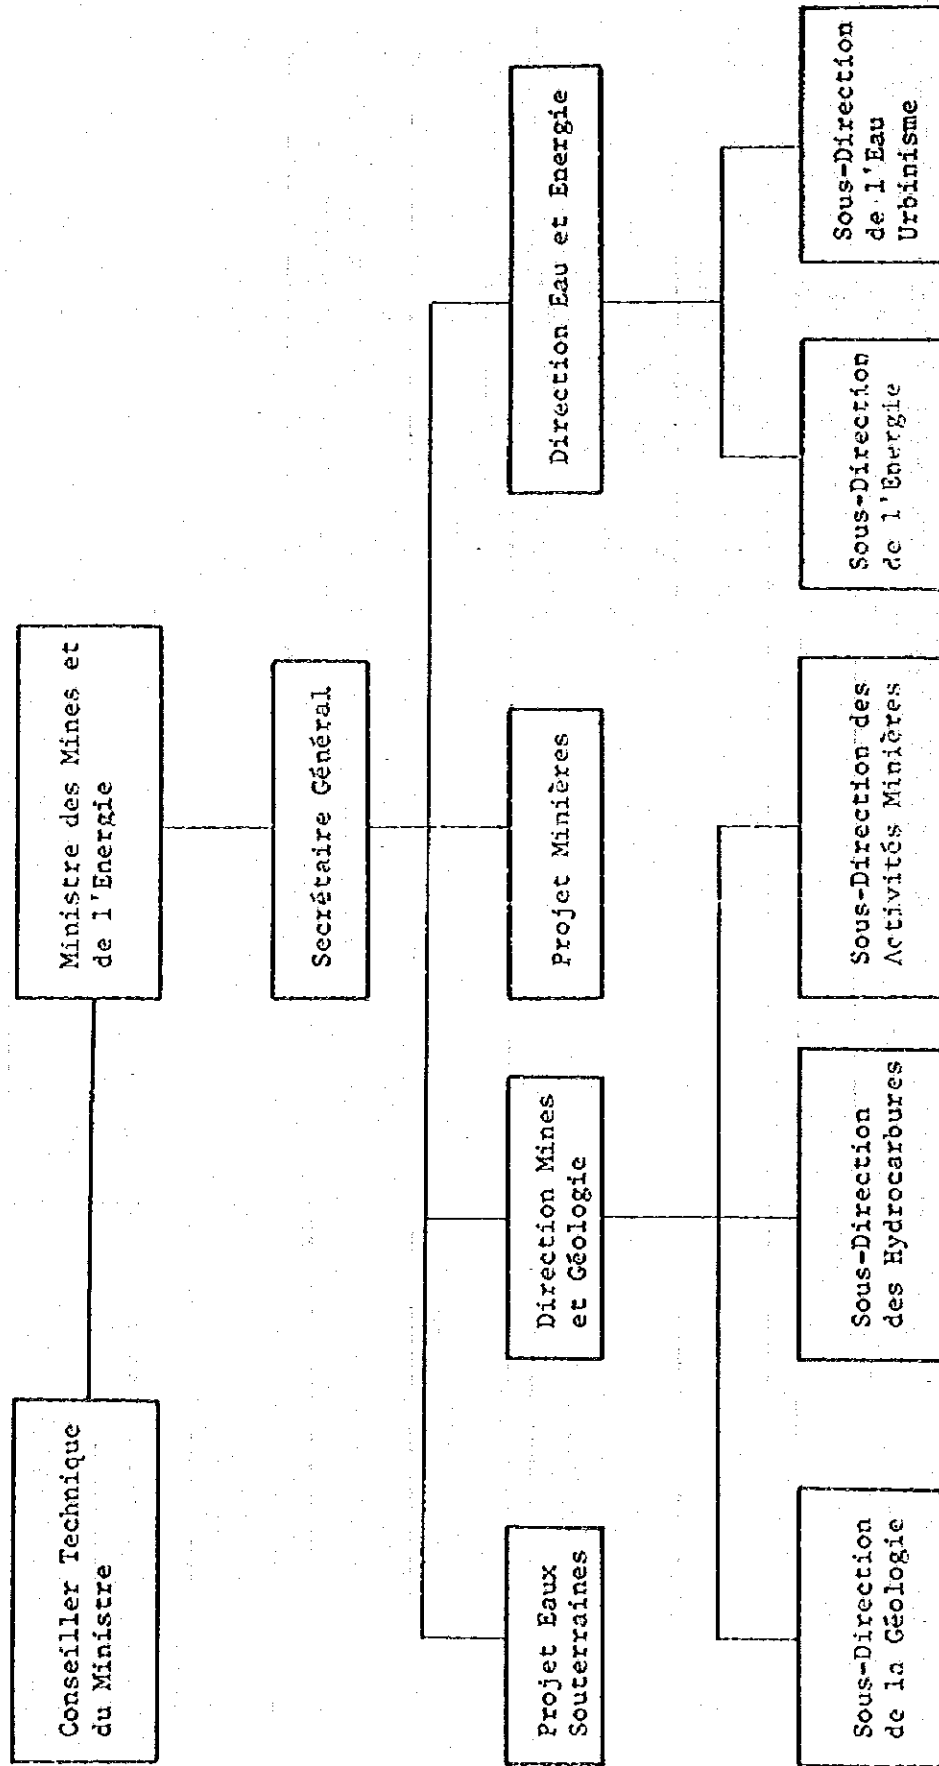 Conseiller Technique
du Ministre
Ministre des Mines et
de l'Energie
Secrétaire Général
Projet Eaux
Souterraines
Direction Mines
et Géologie
Projet Minières
Direction Eau et Energie
Sous-Direction
de la Géologie
Sous-Direction
des Hydrocarbures
Sous-Direction des
Activités Minières
Sous-Direction
de l'Energie
Sous-Direction
de l'Eau
Urbinisme